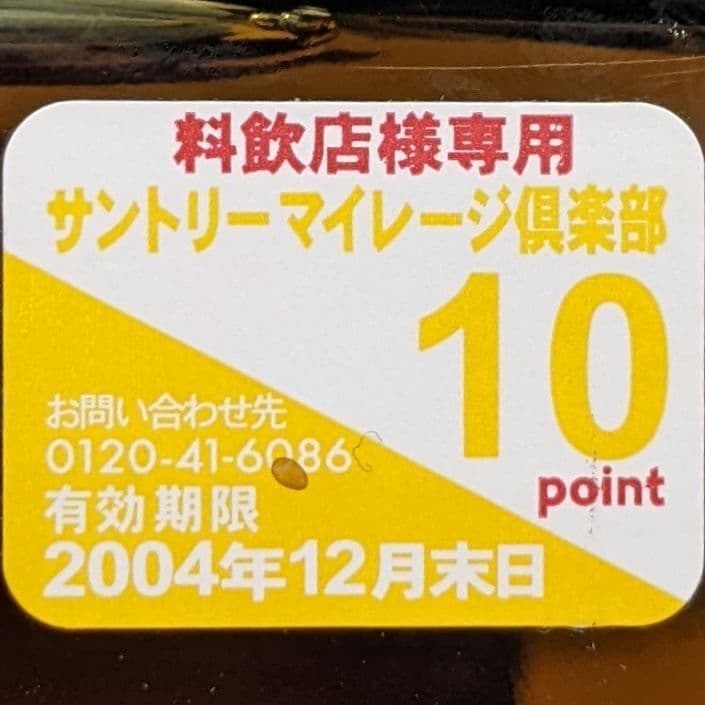 料飲店様専用
サントリーマイレージ倶楽部
10
point
お問い合わせ先
0120-41-6086
有効期限
2004年12月末日